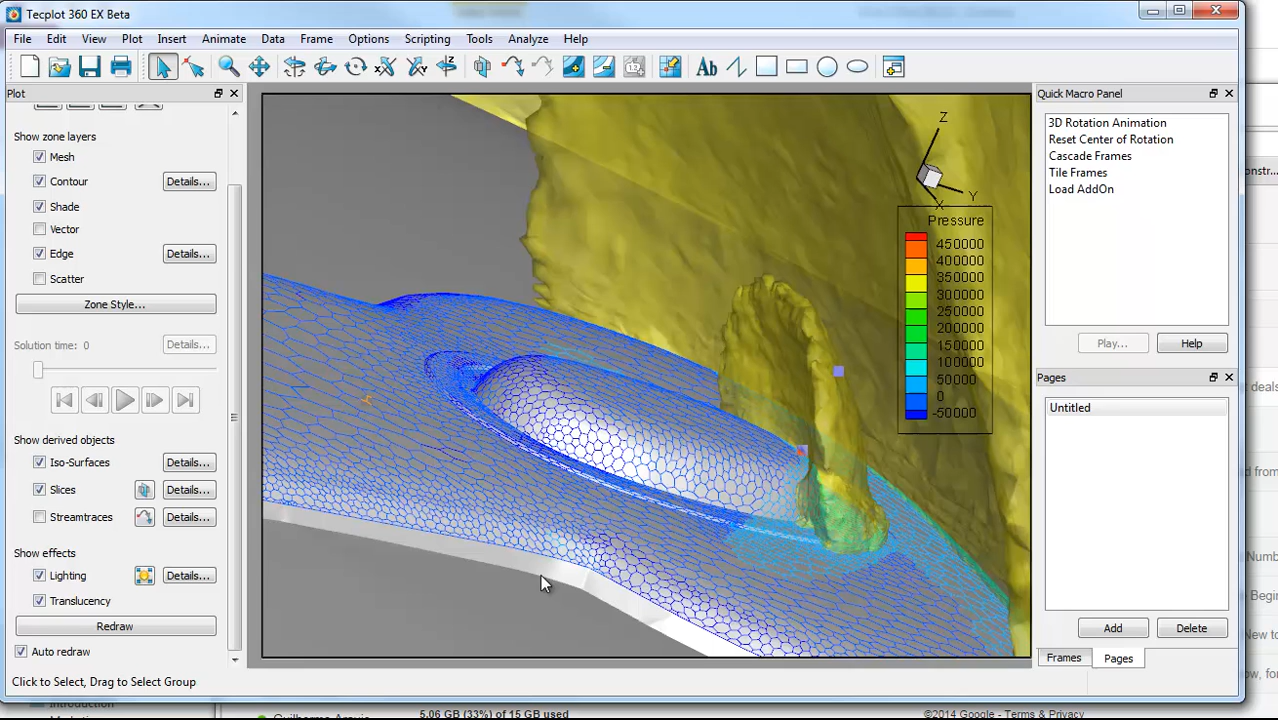 Tecplot 360 EX Beta
File Edit View Plot Insert Animate Data Frame Options Scripting Tools Analyze Help
Plot
Show zone layers
Mesh
Contour Details...
Shade
Vector
Edge Details...
Scatter
Zone Style...
Solution time: 0 Details...
Show derived objects
Iso-Surfaces Details...
Slices Details...
Streamtraces Details...
Show effects
Lighting Details...
Translucency
Redraw
Auto redraw
Click to Select, Drag to Select Group
Z
Y
X
Pressure
450000
400000
350000
300000
250000
200000
150000
100000
50000
0
-50000
Quick Macro Panel
3D Rotation Animation
Reset Center of Rotation
Cascade Frames
Tile Frames
Load AddOn
Play... Help
Pages
Untitled
Add Delete
Frames Pages
5.06 GB (33%) of 15 GB used
©2014 Google - Terms & Privacy